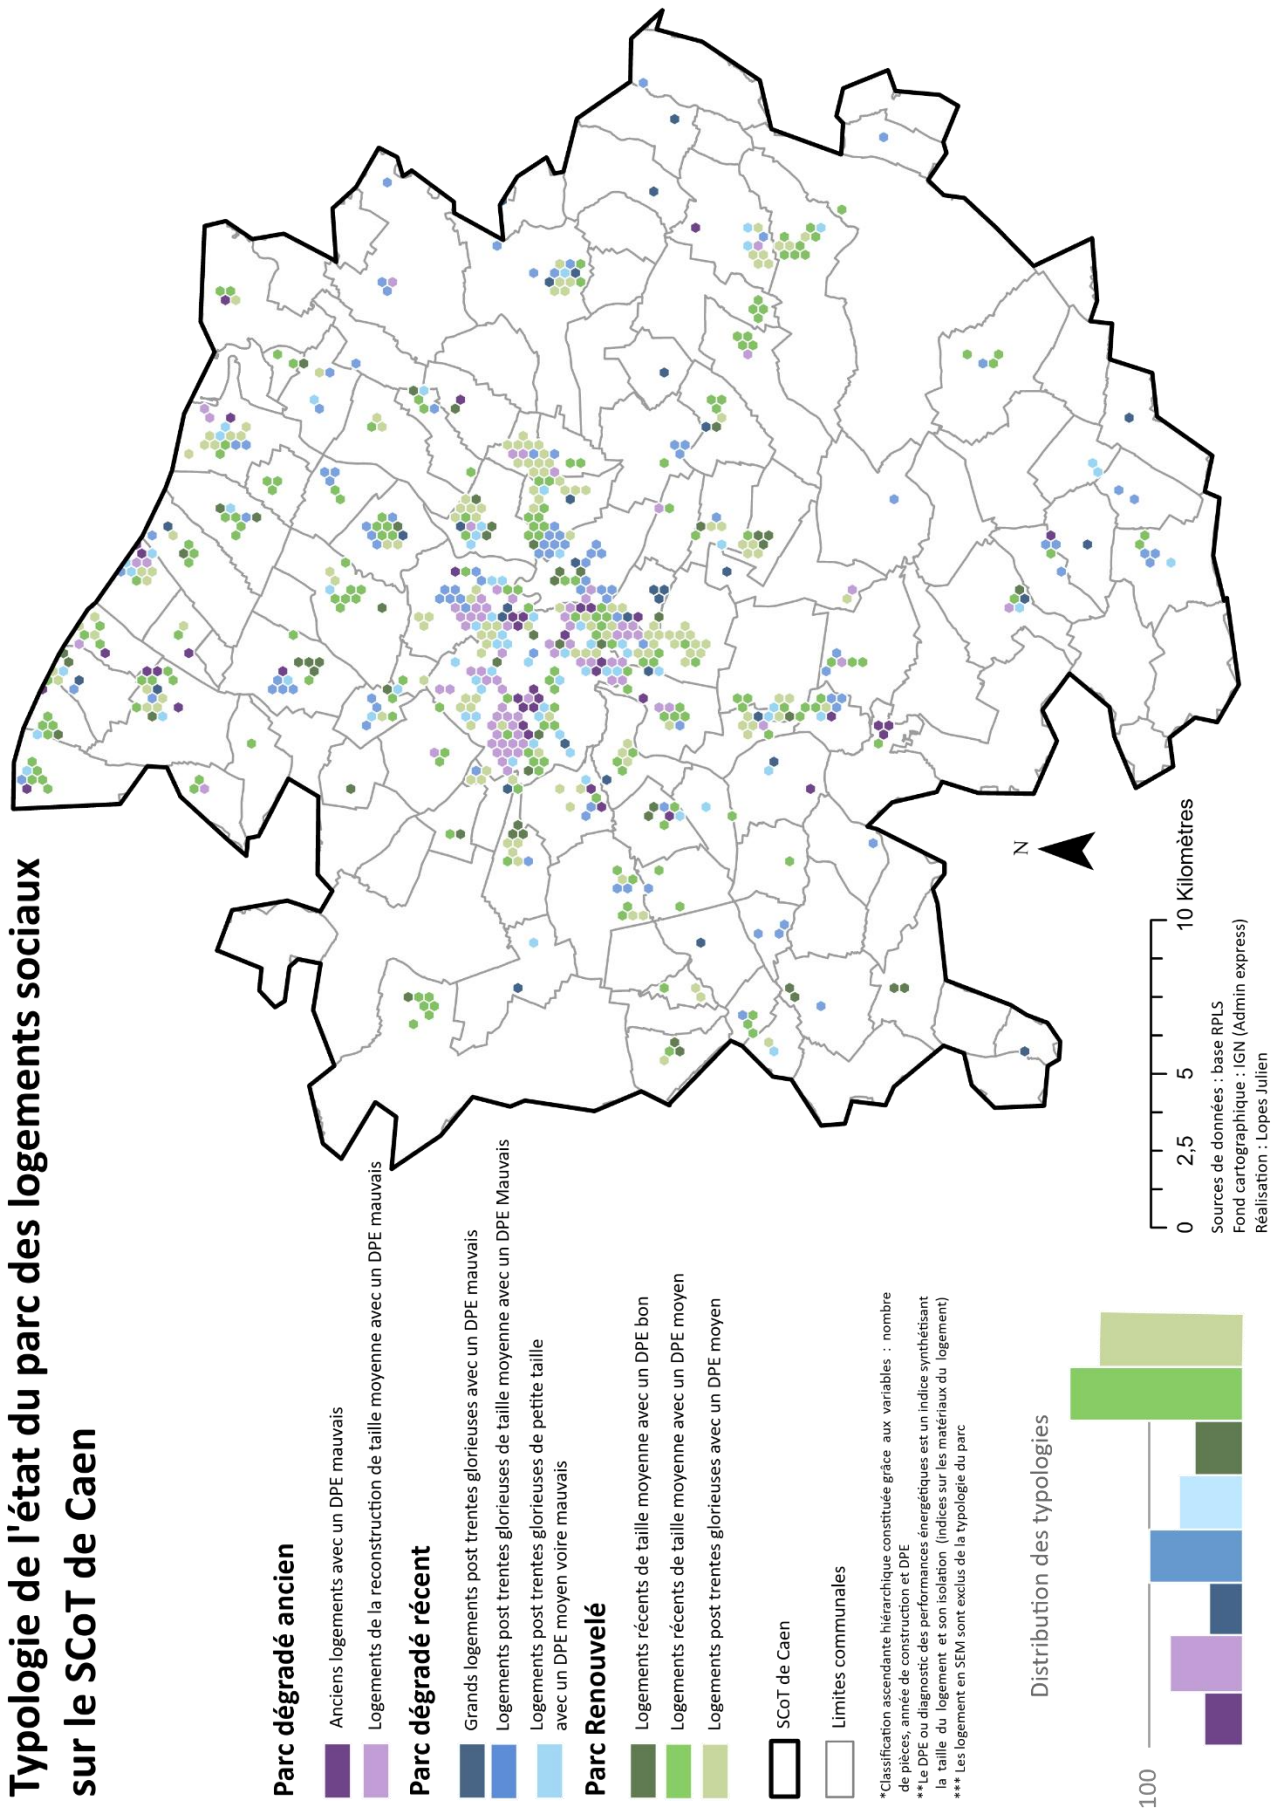 Typologie de l'état du parc des logements sociaux
sur le SCoT de Caen
Parc dégradé ancien
Anciens logements avec un DPE mauvais
Logements de la reconstruction de taille moyenne avec un DPE mauvais
Parc dégradé récent
Grands logements post trentes glorieuses avec un DPE mauvais
Logements post trentes glorieuses de taille moyenne avec un DPE Mauvais
Logements post trentes glorieuses de petite taille
avec un DPE moyen voire mauvais
Parc Renouvelé
Logements récents de taille moyenne avec un DPE bon
Logements récents de taille moyenne avec un DPE moyen
Logements post trentes glorieuses avec un DPE moyen
SCoT de Caen
Limites communales
*Classification ascendante hiérarchique constituée grâce aux variables : nombre
de pièces, année de construction et DPE
**Le DPE ou diagnostic des performances énergétiques est un indice synthétisant
la taille du logement et son isolation (indices sur les matériaux du logement)
*** Les logement en SEM sont exclus de la typologie du parc
Distribution des typologies
100
N
0 2,5 5 10 Kilomètres
Sources de données : base RPLS
Fond cartographique : IGN (Admin express)
Réalisation : Lopes Julien